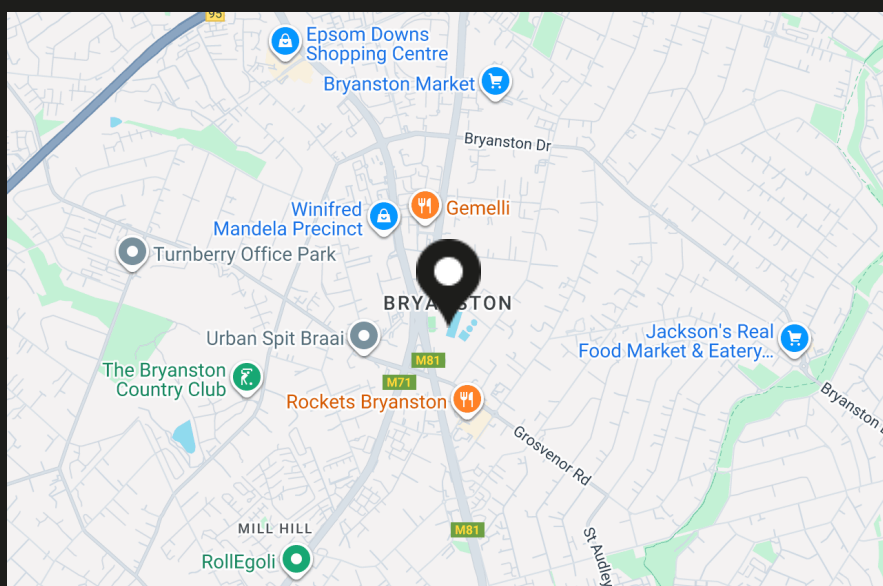 95
Epsom Downs
Shopping Centre
Bryanston Market
Bryanston Dr
Winifred
Mandela Precinct
Gemelli
Turnberry Office Park
BRYANSTON
Urban Spit Braai
Jackson's Real
Food Market & Eatery...
M81
The Bryanston
Country Club
M71
Rockets Bryanston
Bryanston
Grosvenor Rd
M81
MILL HILL
St Audley
RollEgoli